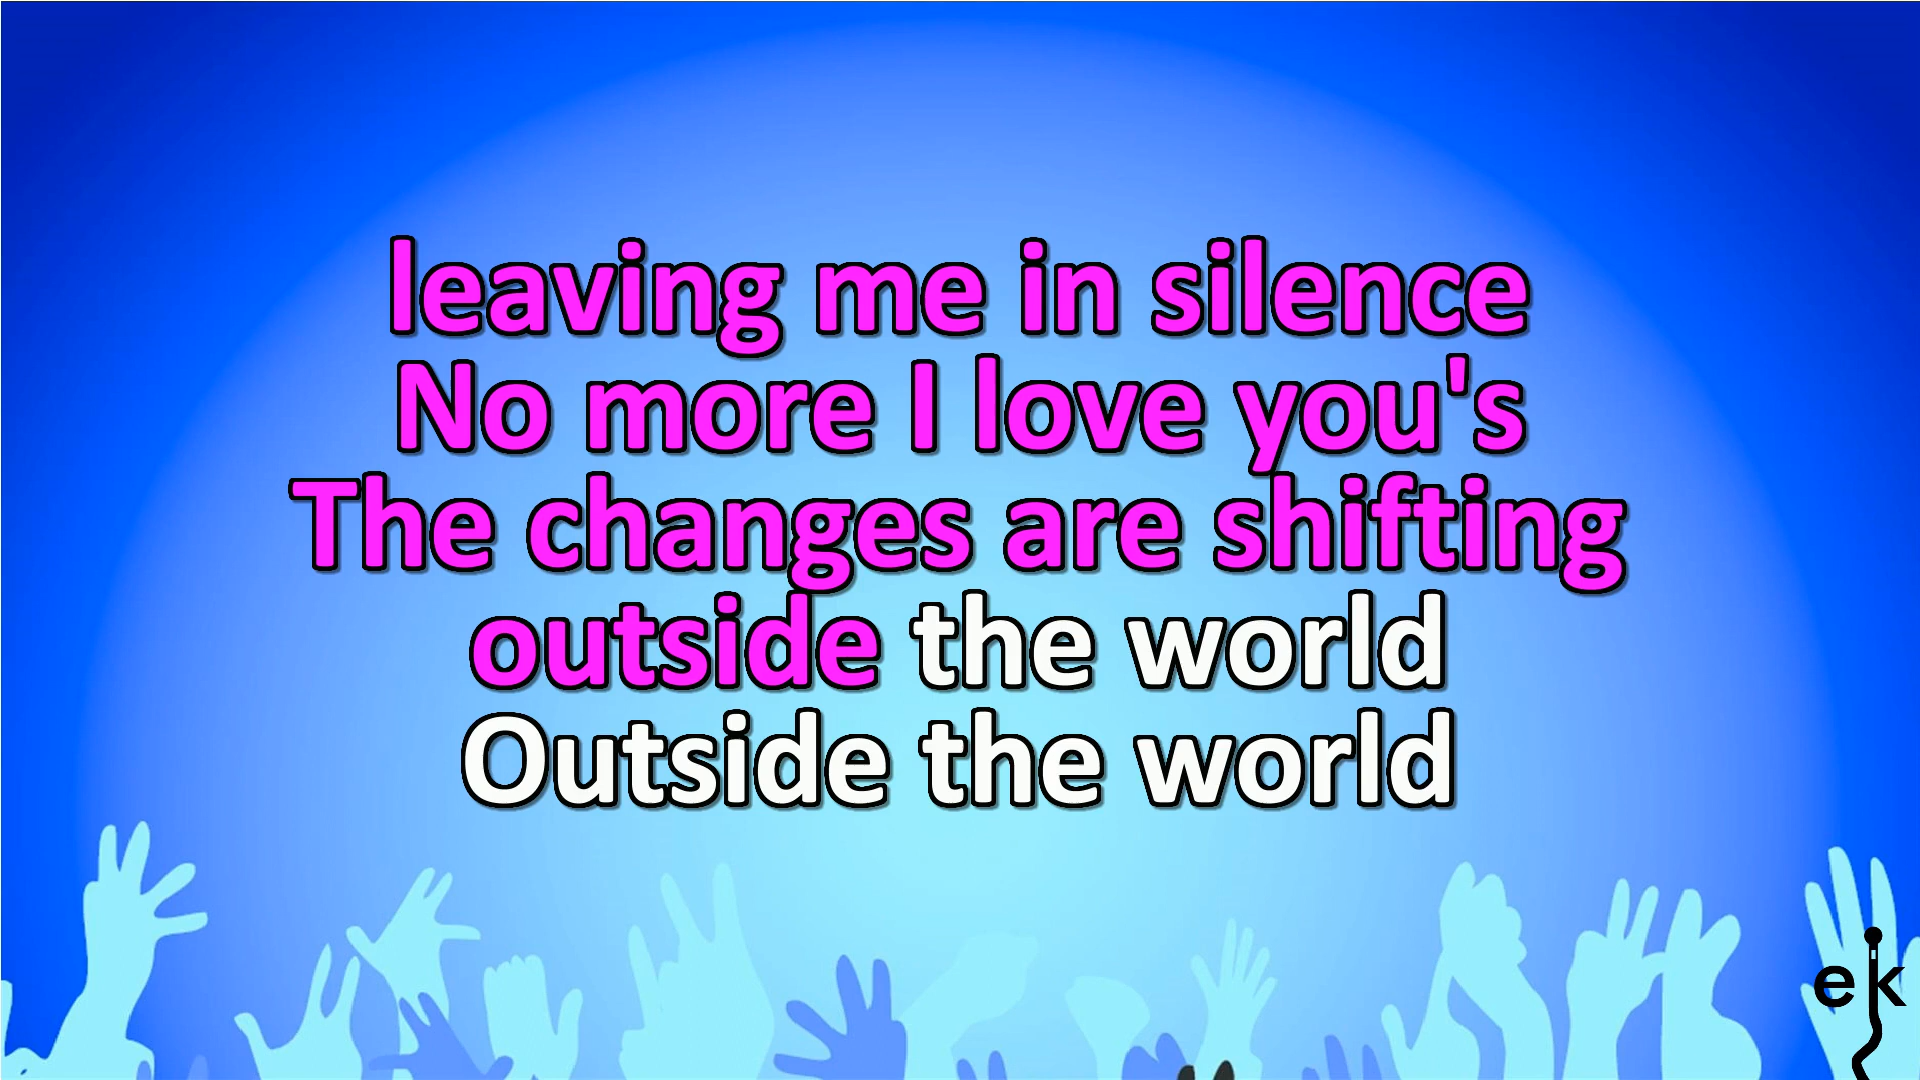 leaving me in silence
No more I love you's
The changes are shifting
outside the world
Outside the world
ek